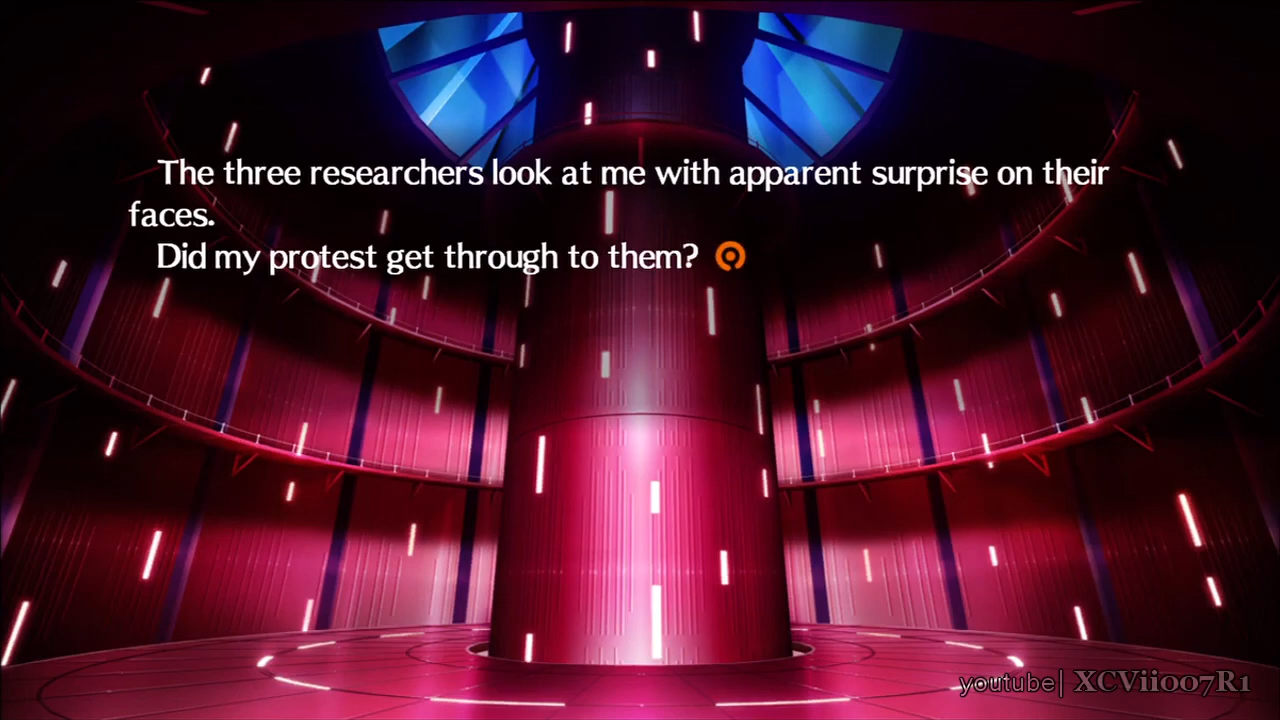 The three researchers look at me with apparent surprise on their
faces.
Did my protest get through to them?
youtube| XCViioo7R1